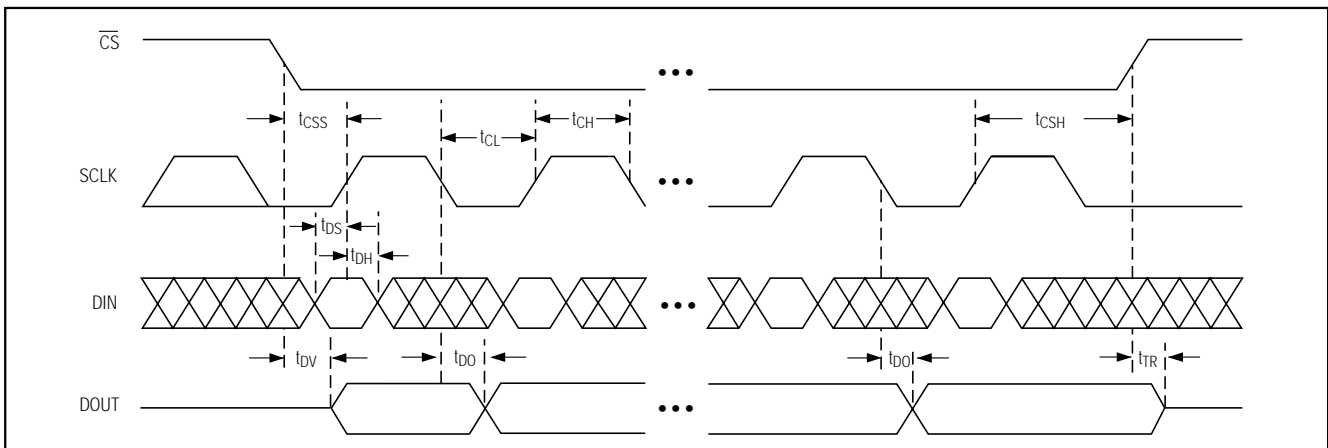 CS
tCSS
tCL
tCH
tCSH
SCLK
tDS
tDH
DIN
tDV
tDO
tDO
tTR
DOUT